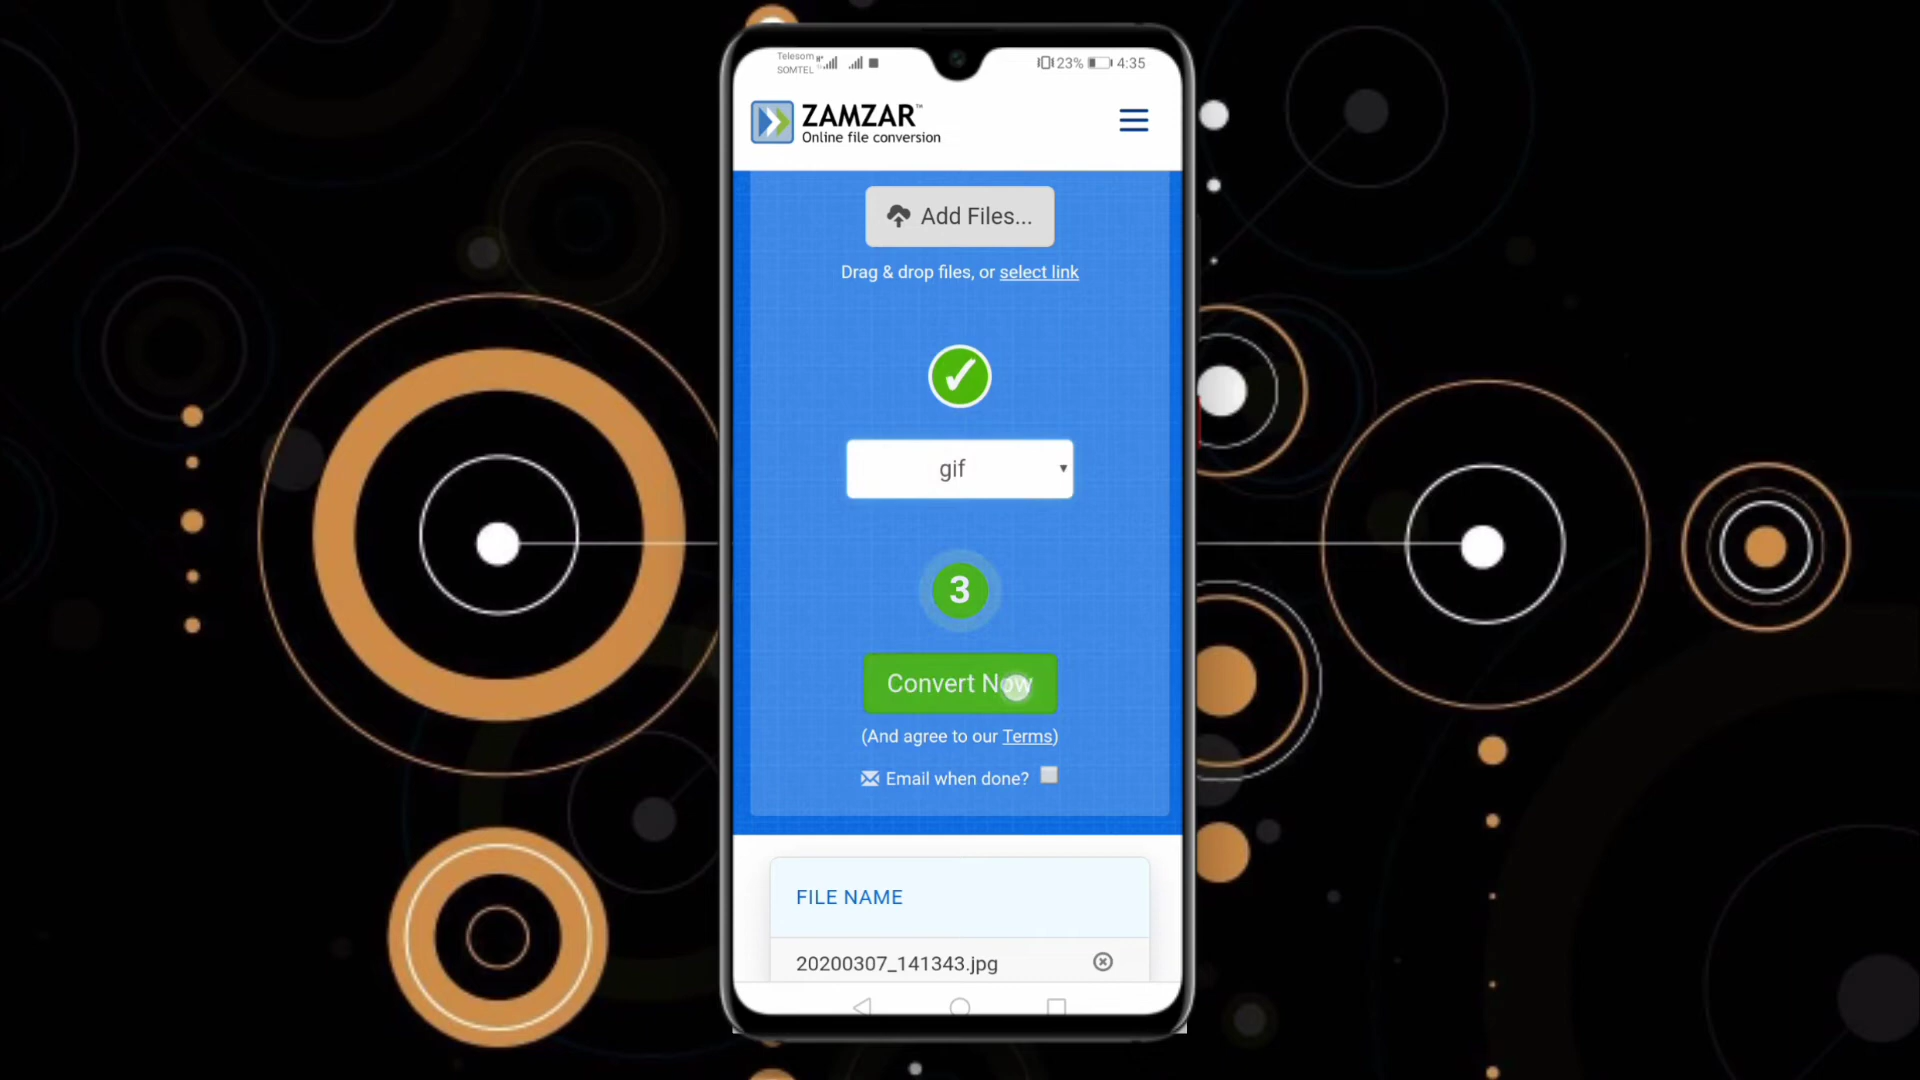 Telesom
SOMTEL
23%
4:35
ZAMZAR™
Online file conversion
Add Files...
Drag & drop files, or select link
gif
3
Convert Now
(And agree to our Terms)
Email when done?
FILE NAME
20200307_141343.jpg